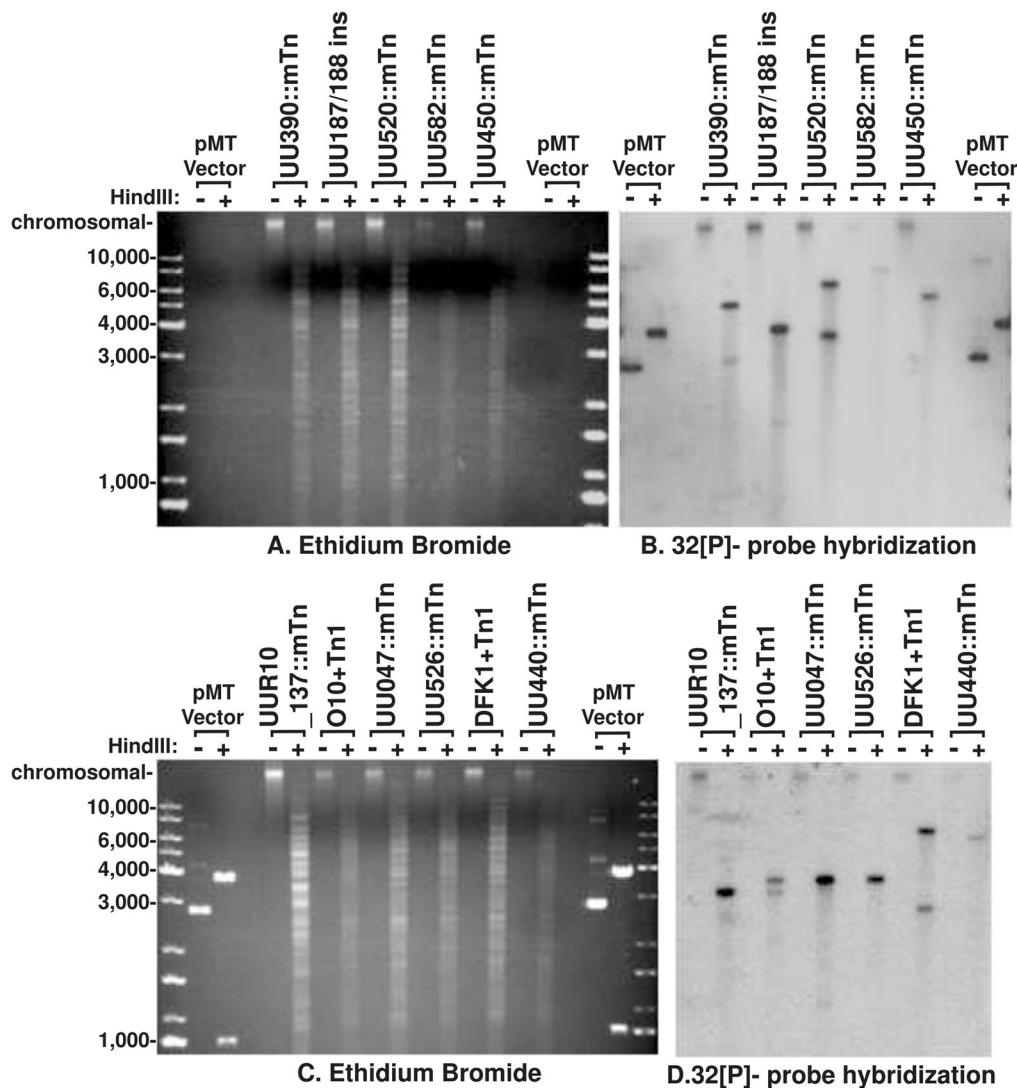 UU390::mTn
UU187/188 ins
UU520::mTn
UU582::mTn
UU450::mTn
pMT
Vector
pMT
Vector
HindIII: - + - + - + - + - + - + - +
chromosomal-
10,000-
6,000-
4,000-
3,000-
1,000-
A. Ethidium Bromide
UU390::mTn
UU187/188 ins
UU520::mTn
UU582::mTn
UU450::mTn
pMT
Vector
pMT
Vector
- + - + - + - + - + - + - +
B. 32[P]- probe hybridization
UUR10
_137::mTn
O10+Tn1
UU047::mTn
UU526::mTn
DFK1+Tn1
UU440::mTn
pMT
Vector
pMT
Vector
HindIII: - + - + - + - + - + - + - + - +
chromosomal-
10,000-
6,000-
4,000-
3,000-
1,000-
C. Ethidium Bromide
UUR10
_137::mTn
O10+Tn1
UU047::mTn
UU526::mTn
DFK1+Tn1
UU440::mTn
- + - + - + - + - + - +
D.32[P]- probe hybridization